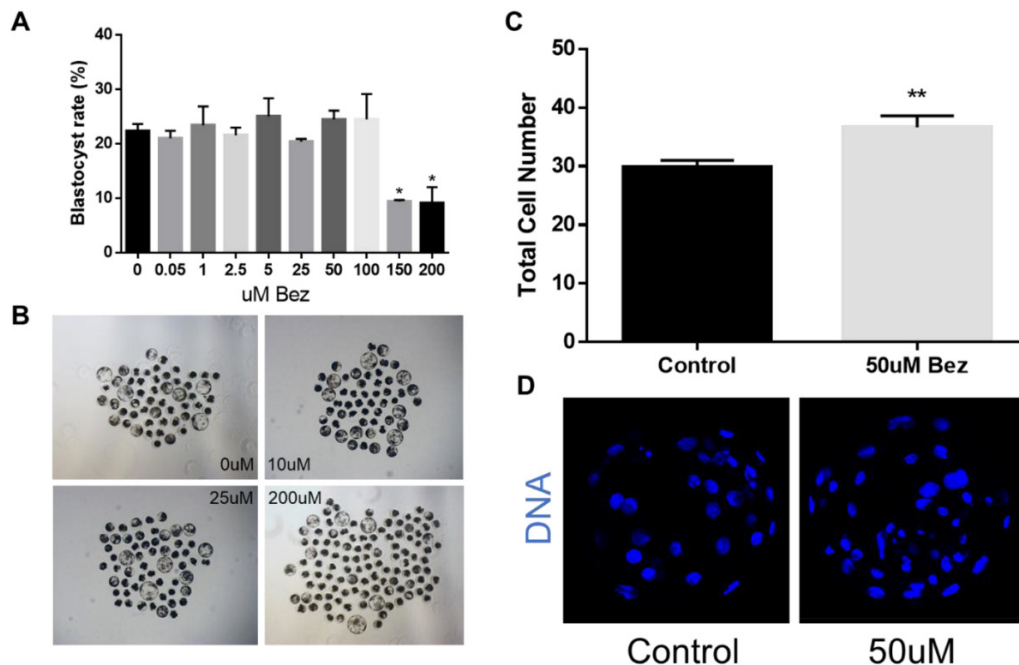 A
Blastocyst rate (%)
40
30
20
10
0
* *
0 0.05 1 2.5 5 25 50 100 150 200
uM Bez
B
0uM
10uM
25uM
200uM
C
Total Cell Number
50
40
30
20
10
0
**
Control 50uM Bez
D
DNA
Control 50uM